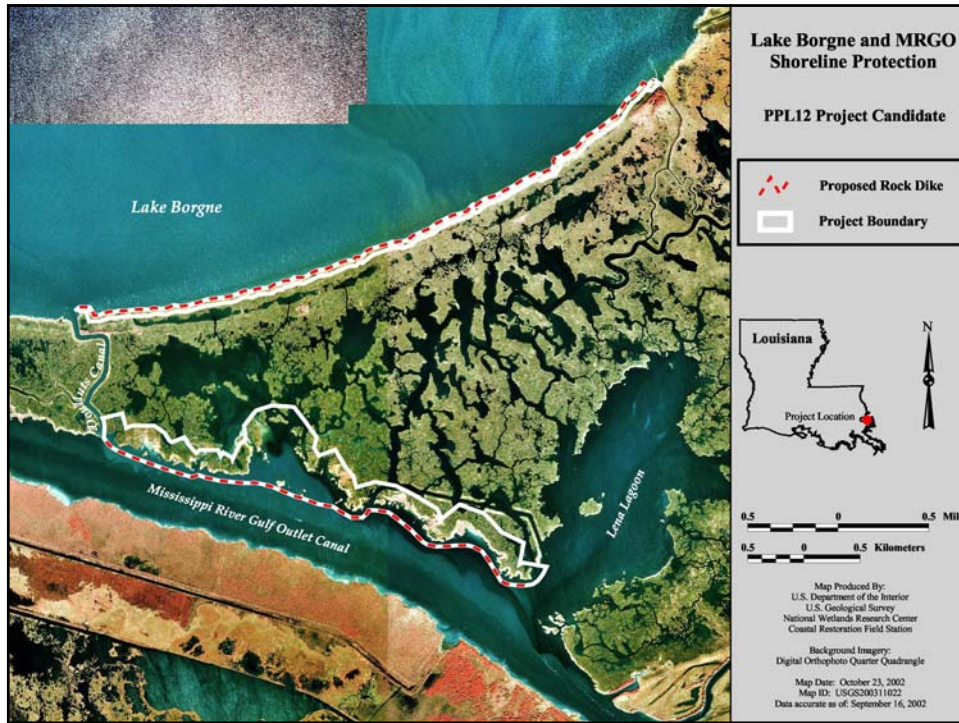 Lake Borgne and MRGO
Shoreline Protection
PPL12 Project Candidate
Proposed Rock Dike
Project Boundary
Lake Borgne
Canal
Mississippi River Gulf Outlet Canal
Lena Lagoon
Louisiana
Project Location
N
0.5 0 0.5 Mil
0.5 0 0.5 Kilometers
Map Produced By:
U.S. Department of the Interior
U.S. Geological Survey
National Wetlands Research Center
Coastal Restoration Field Station
Background Imagery:
Digital Orthophoto Quarter Quadrangle
Map Date: October 23, 2002
Map ID: USGS200311022
Data accurate as of: September 16, 2002